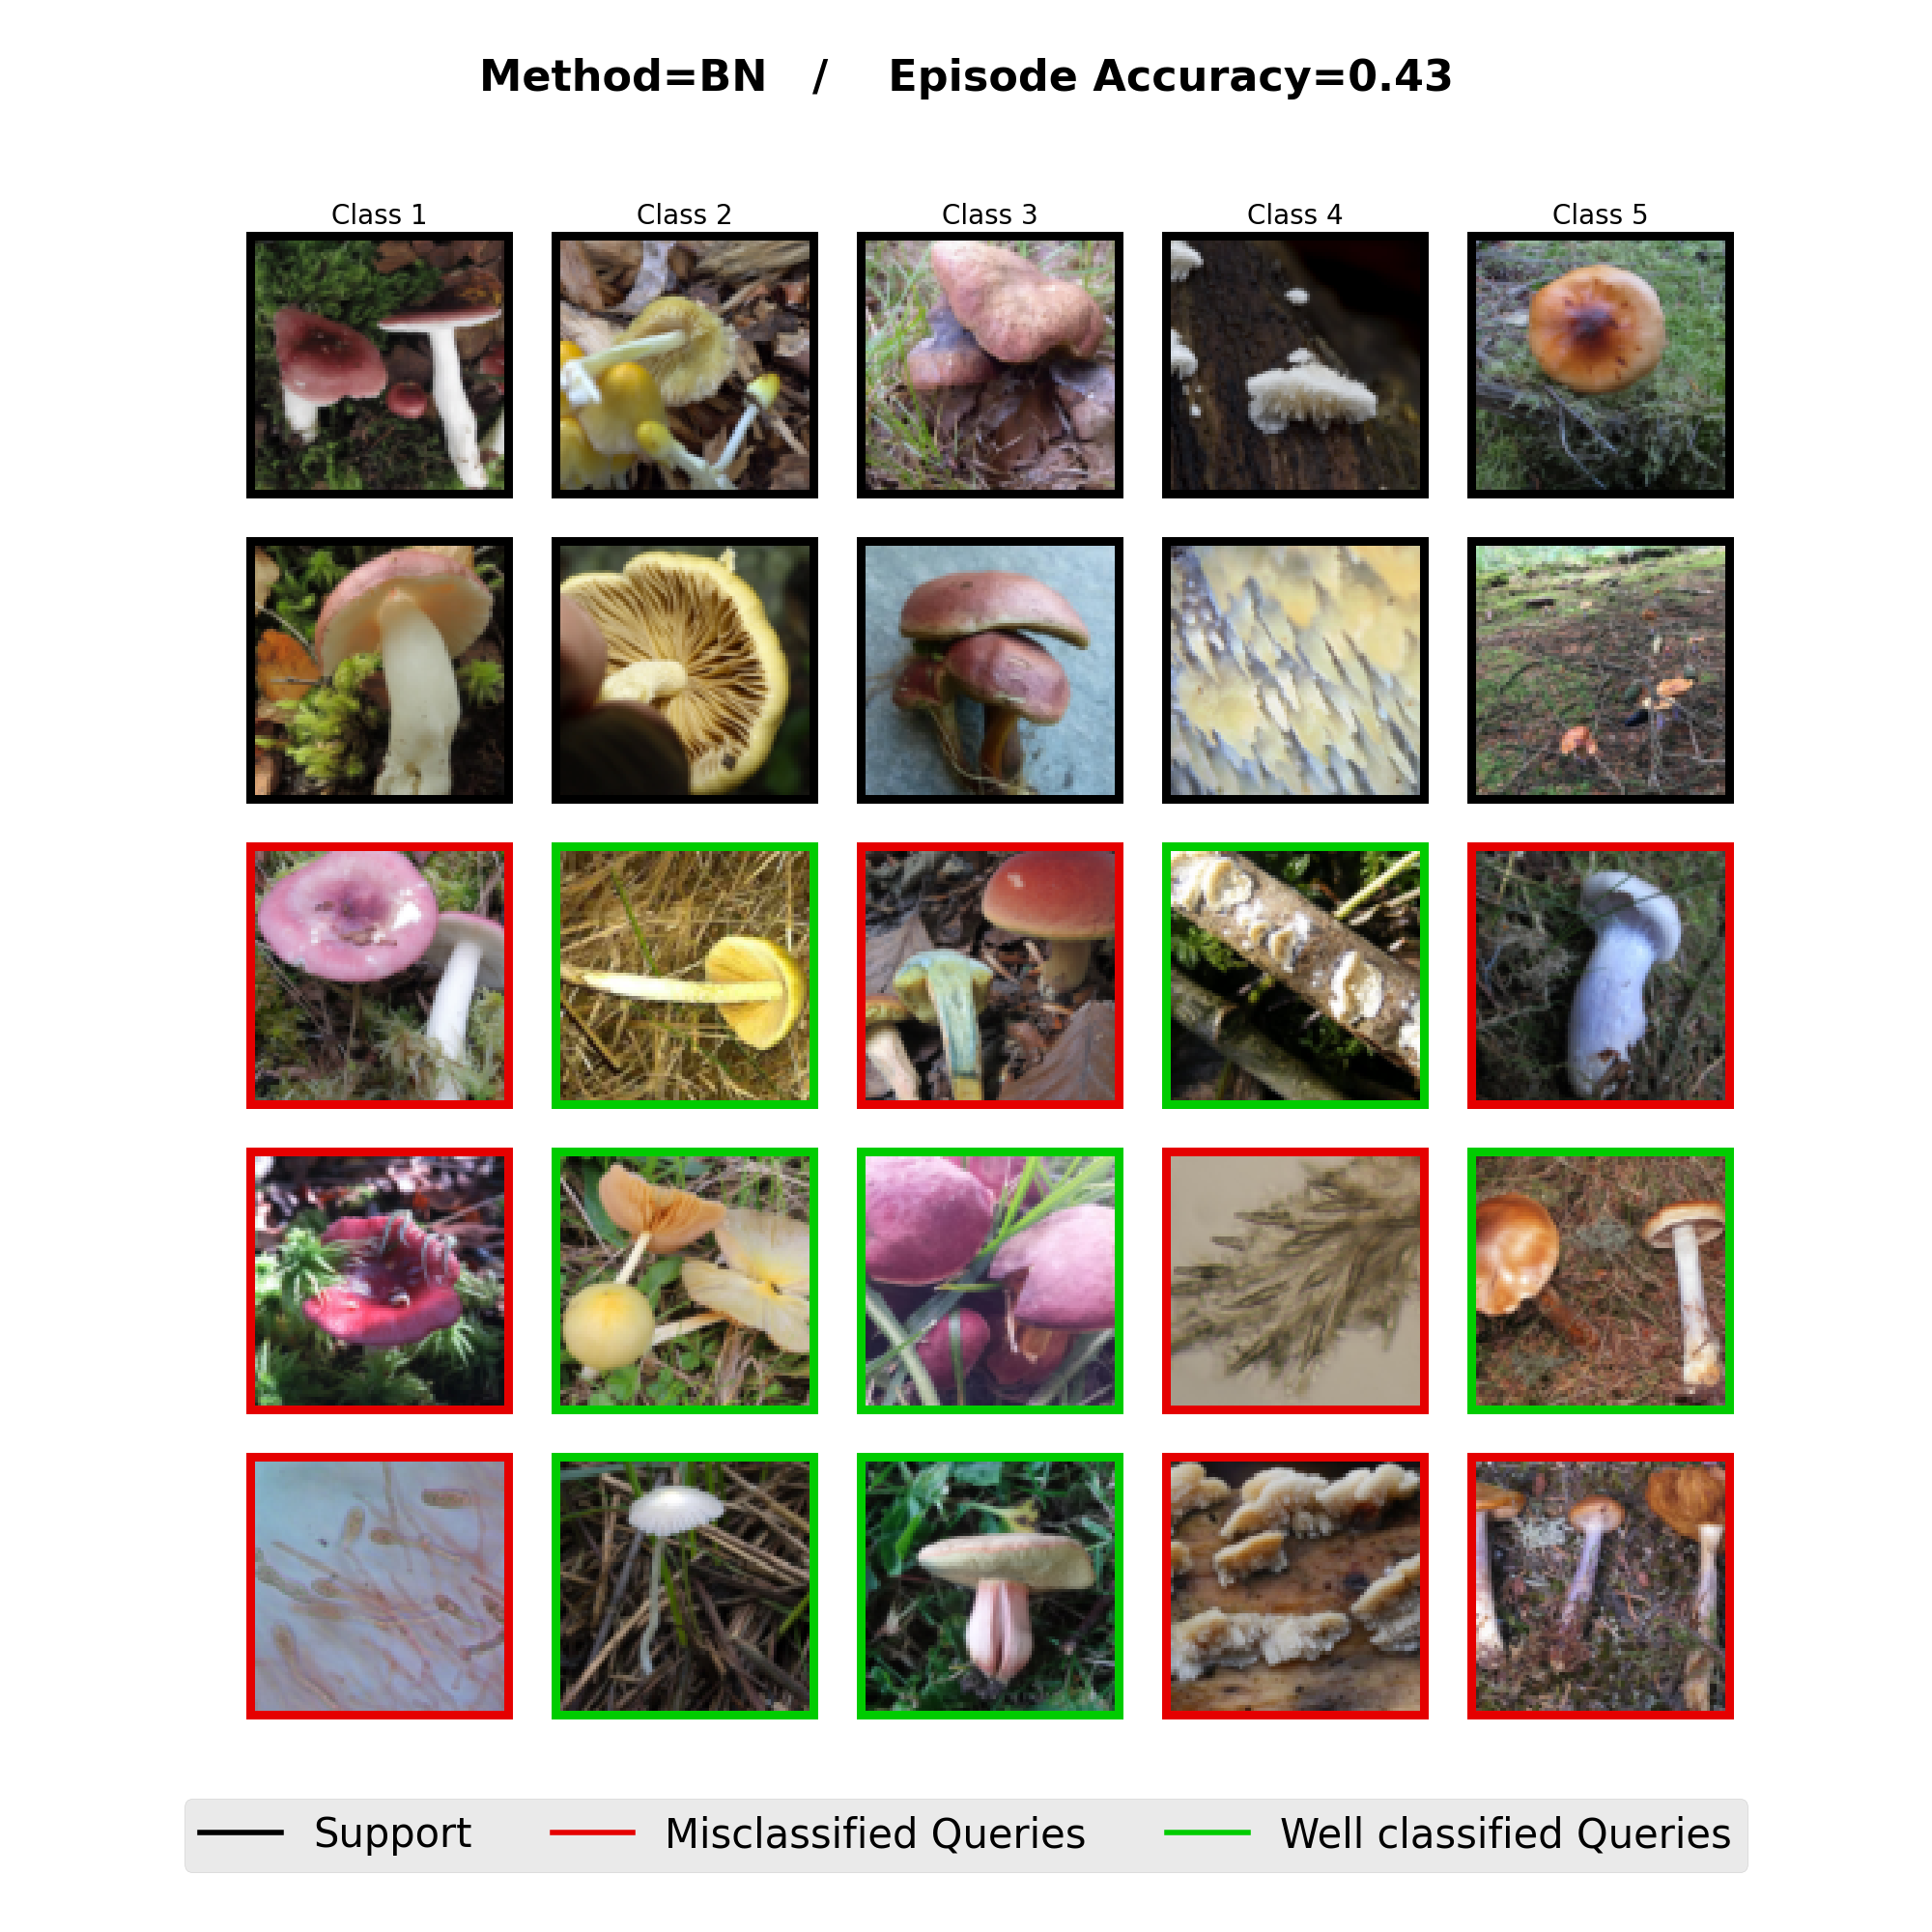 Method=BN / Episode Accuracy=0.43
Class 1 Class 2 Class 3 Class 4 Class 5
Support Misclassified Queries Well classified Queries